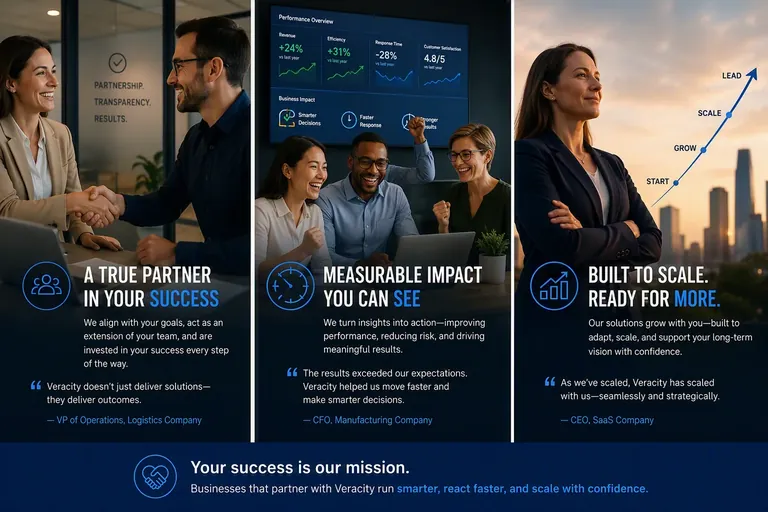 PARTNERSHIP.
TRANSPARENCY.
RESULTS.
A TRUE PARTNER
IN YOUR SUCCESS
We align with your goals, act as an
extension of your team, and are
invested in your success every step
of the way.
“ Veracity doesn’t just deliver solutions—
they deliver outcomes.
— VP of Operations, Logistics Company
Performance Overview
Revenue
+24%
vs last year
Efficiency
+31%
vs last year
Response Time
-28%
vs last year
Customer Satisfaction
4.8/5
vs last year
Business Impact
Smarter
Decisions
Faster
Response
Stronger
Results
MEASURABLE IMPACT
YOU CAN SEE
We turn insights into action—improving
performance, reducing risk, and driving
meaningful results.
“ The results exceeded our expectations.
Veracity helped us move faster and
make smarter decisions.
— CFO, Manufacturing Company
LEAD
SCALE
GROW
START
BUILT TO SCALE.
READY FOR MORE.
Our solutions grow with you—built to
adapt, scale, and support your long-term
vision with confidence.
“ As we’ve scaled, Veracity has scaled
with us—seamlessly and strategically.
— CEO, SaaS Company
Your success is our mission.
Businesses that partner with Veracity run smarter, react faster, and scale with confidence.